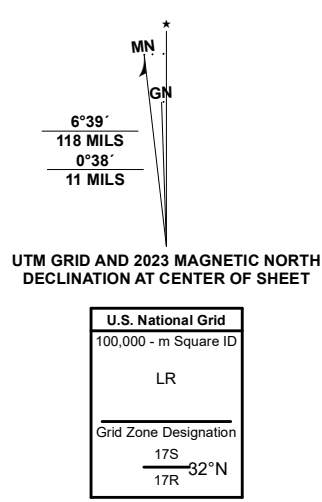 MN
GN
6°39´
118 MILS
0°38´
11 MILS
UTM GRID AND 2023 MAGNETIC NORTH
DECLINATION AT CENTER OF SHEET
U.S. National Grid
100,000 - m Square ID
LR
Grid Zone Designation
17S
32°N
17R